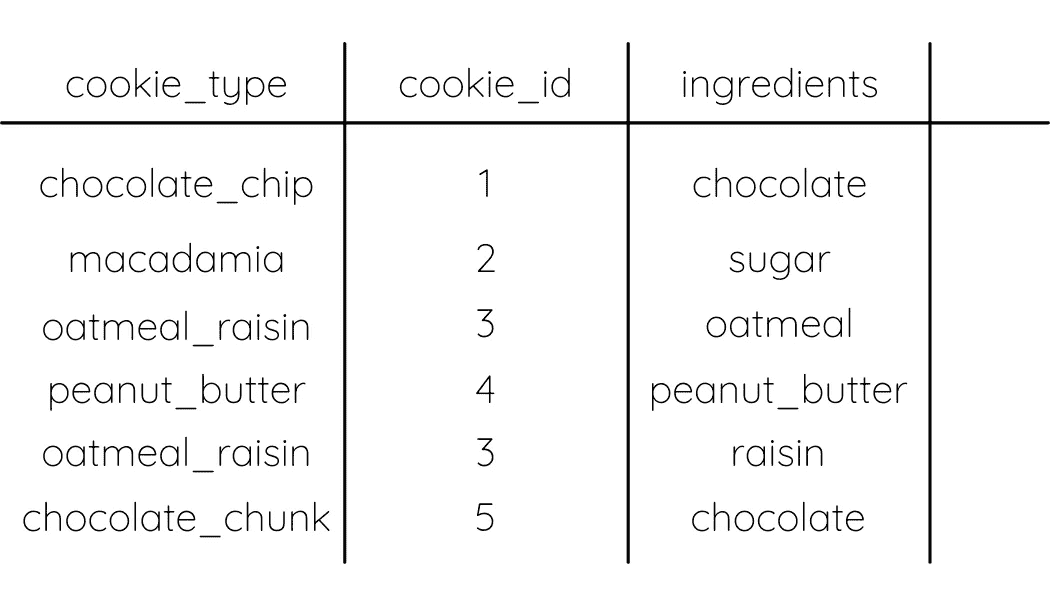 cookie_type cookie_id ingredients
chocolate_chip 1 chocolate
macadamia 2 sugar
oatmeal_raisin 3 oatmeal
peanut_butter 4 peanut_butter
oatmeal_raisin 3 raisin
chocolate_chunk 5 chocolate